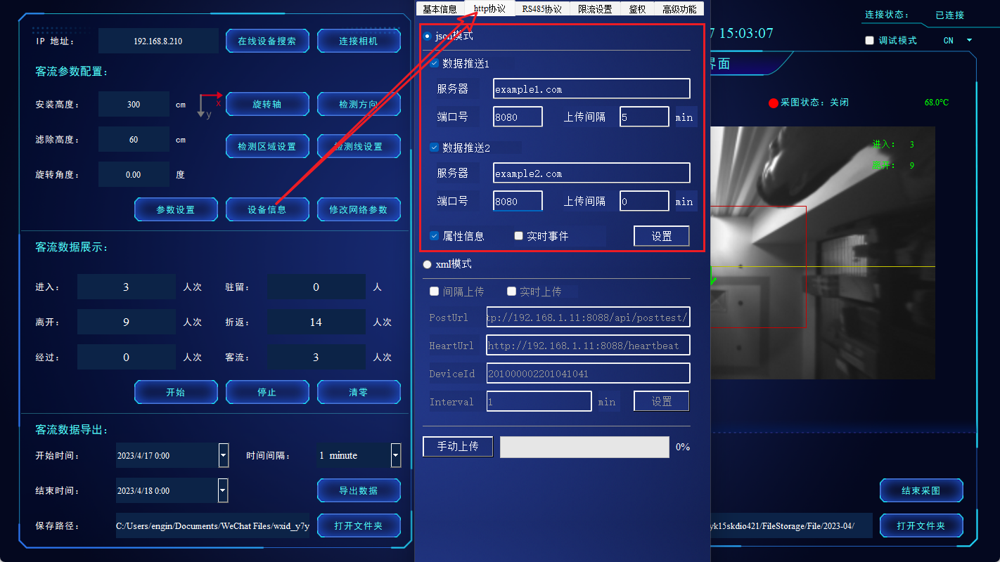 IP 地址： 192.168.8.210 在线设备搜索 连接相机
客流参数配置：
安装高度： 300 cm x y 旋转轴 检测方向
滤除高度： 60 cm 检测区域设置 检测线设置
旋转角度： 0.00 度
参数设置 设备信息 修改网络参数
客流数据展示：
进入： 3 人次 驻留： 0 人
离开： 9 人次 折返： 14 人次
经过： 0 人次 客流： 3 人次
开始 停止 清零
客流数据导出：
开始时间： 2023/4/17 0:00 时间间隔： 1 minute
结束时间： 2023/4/18 0:00 导出数据
保存路径： C:/Users/engin/Documents/WeChat Files/wxid_y7y 打开文件夹
基本信息 http协议 RS485协议 限流设置 鉴权 高级功能
json模式
数据推送1
服务器 example1.com
端口号 8080 上传间隔 5 min
数据推送2
服务器 example2.com
端口号 8080 上传间隔 0 min
属性信息 实时事件 设置
xml模式
间隔上传 实时上传
PostUrl tp://192.168.1.11:8088/api/posttest/
HeartUrl http://192.168.1.11:8088/heartbeat
DeviceId 201000002201041041
Interval 1 min 设置
手动上传 0%
连接状态： 已连接
7 15:03:07
调试模式 CN
界面
采图状态：关闭 68.0℃
进入： 3
离开： 9
结束采图
yk15skdio421/FileStorage/File/2023-04/ 打开文件夹